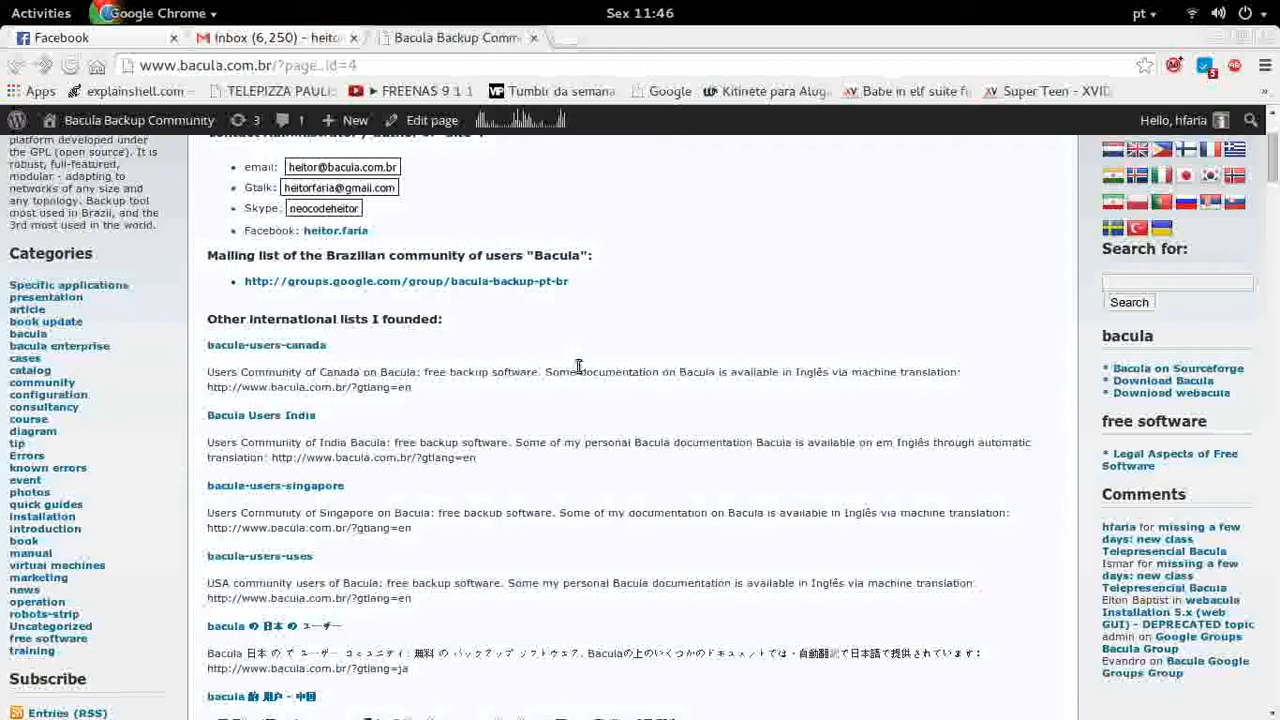 Activities
Google Chrome
Sex 11:46
pt
Facebook
Inbox (6,250) - heito
Bacula Backup Comm
www.bacula.com.br/?page_id=4
Apps
explainshell.com
TELEPIZZA PAULI
FREENAS 9 1 1
Tumblr da semana
Google
Kitinete para Alug
Babe in elf suite f
Super Teen - XVID
Bacula Backup Community
3
1
New
Edit page
Hello, hfaria
platform developed under
the GPL (open source). It is
robust, full-featured,
modular - adapting to
networks of any size and
any topology. Backup tool
most used in Brazil, and the
3rd most used in the world.
Categories
Specific applications
presentation
article
book update
bacula
bacula enterprise
cases
catalog
community
configuration
consultancy
course
diagram
tip
Errors
known errors
event
photos
quick guides
installation
introduction
book
manual
virtual machines
marketing
news
operation
robots-strip
Uncategorized
free software
training
Subscribe
Entries (RSS)
email: heitor@bacula.com.br
Gtalk: heitorfaria@gmail.com
Skype: neocodeheitor
Facebook: heitor.faria
Mailing list of the Brazilian community of users "Bacula":
http://groups.google.com/group/bacula-backup-pt-br
Other international lists I founded:
bacula-users-canada
Users Community of Canada on Bacula: free backup software. Some documentation on Bacula is available in Inglês via machine translation:
http://www.bacula.com.br/?gtlang=en
Bacula Users India
Users Community of India Bacula: free backup software. Some of my personal Bacula documentation Bacula is available on em Inglês through automatic
translation: http://www.bacula.com.br/?gtlang=en
bacula-users-singapore
Users Community of Singapore on Bacula: free backup software. Some of my documentation on Bacula is available in Inglês via machine translation:
http://www.bacula.com.br/?gtlang=en
bacula-users-uses
USA community users of Bacula: free backup software. Some my personal Bacula documentation is available in Inglês via machine translation:
http://www.bacula.com.br/?gtlang=en
bacula の 日本 の ユーザー
Bacula 日本 の で ユーザー コミュニティ: 無料 の バックアップ ソフトウェア. Baculaの上のいくつかのドキュメントでは・自動翻訳で日本語で提供されています:
http://www.bacula.com.br/?gtlang=ja
bacula 的 用户 - 中国
Search for:
Search
bacula
* Bacula on Sourceforge
* Download Bacula
* Download webacula
free software
* Legal Aspects of Free
Software
Comments
hfaria for missing a few
days: new class
Telepresencial Bacula
Ismar for missing a few
days: new class
Telepresencial Bacula
Elton Baptist in webacula
Installation 5.x (web
GUI) - DEPRECATED topic
admin on Google Groups
Bacula Group
Evandro on Bacula Google
Groups Group